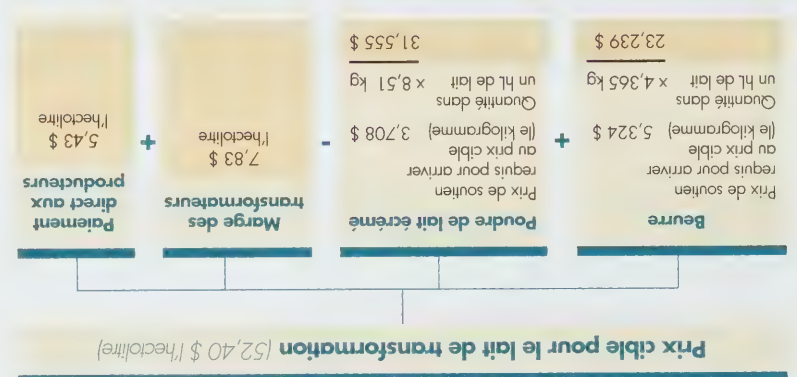 Prix cible pour le lait de transformation (52,40 $ l'hectolitre)
Beurre
Prix de soutien
requis pour arriver
au prix cible
(le kilogramme) 5,324 $
Quantité dans
un hL de lait × 4,365 kg
23,239 $
+
Poudre de lait écrémé
Prix de soutien
requis pour arriver
au prix cible
(le kilogramme) 3,708 $
Quantité dans
un hL de lait × 8,51 kg
31,555 $
-
Marge des
transformateurs
7,83 $
l'hectolitre
+
Paiement
direct aux
producteurs
5,43 $
l'hectolitre